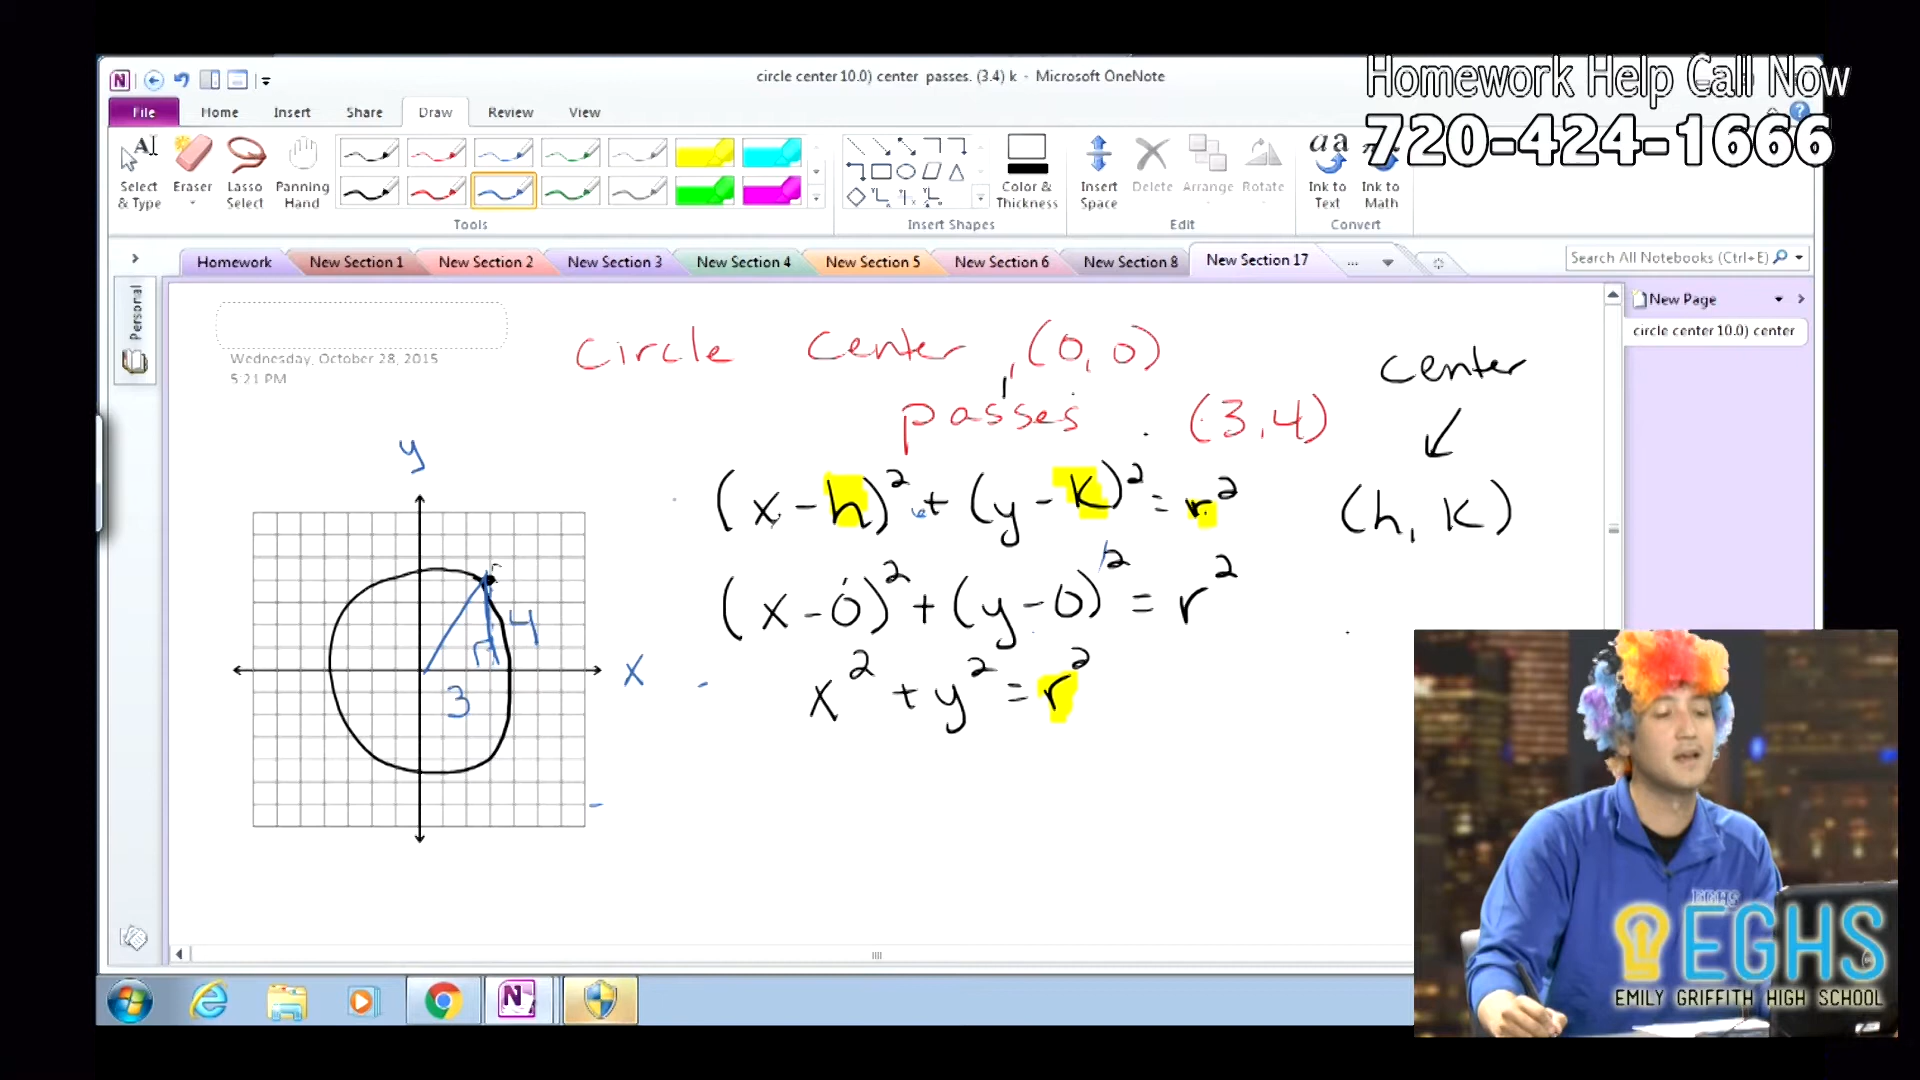 circle center 10.0) center passes. (3.4) k - Microsoft OneNote
Homework Help Call Now
720-424-1666
File Home Insert Share Draw Review View
Select & Type
Eraser
Lasso Select
Panning Hand
Color & Thickness
Insert Space
Delete
Arrange
Rotate
Ink to Text
Ink to Math
Tools
Insert Shapes
Edit
Convert
Homework New Section 1 New Section 2 New Section 3 New Section 4 New Section 5 New Section 6 New Section 8 New Section 17 ...
Search All Notebooks (Ctrl+E)
Personal
New Page
circle center 10.0) center
Wednesday, October 28, 2015
5:21 PM
circle center, (0,0)
passes (3,4)
center
(h, k)
(x-h)²+(y-k)²=r²
(x-0)²+(y-0)²=r²
x²+y²=r²
y
x
4
3
EGHS
EGHS
EMILY GRIFFITH HIGH SCHOOL